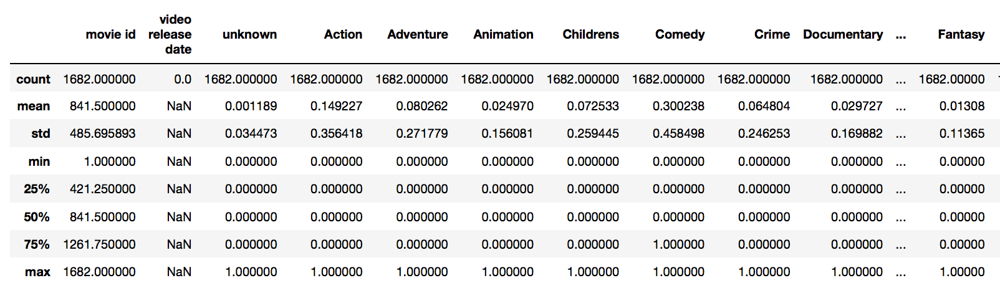 movie id video release date unknown Action Adventure Animation Childrens Comedy Crime Documentary ... Fantasy
count 1682.000000 0.0 1682.000000 1682.000000 1682.000000 1682.000000 1682.000000 1682.000000 1682.000000 1682.000000 ... 1682.00000
mean 841.500000 NaN 0.001189 0.149227 0.080262 0.024970 0.072533 0.300238 0.064804 0.029727 ... 0.01308
std 485.695893 NaN 0.034473 0.356418 0.271779 0.156081 0.259445 0.458498 0.246253 0.169882 ... 0.11365
min 1.000000 NaN 0.000000 0.000000 0.000000 0.000000 0.000000 0.000000 0.000000 0.000000 ... 0.00000
25% 421.250000 NaN 0.000000 0.000000 0.000000 0.000000 0.000000 0.000000 0.000000 0.000000 ... 0.00000
50% 841.500000 NaN 0.000000 0.000000 0.000000 0.000000 0.000000 0.000000 0.000000 0.000000 ... 0.00000
75% 1261.750000 NaN 0.000000 0.000000 0.000000 0.000000 0.000000 1.000000 0.000000 0.000000 ... 0.00000
max 1682.000000 NaN 1.000000 1.000000 1.000000 1.000000 1.000000 1.000000 1.000000 1.000000 ... 1.00000